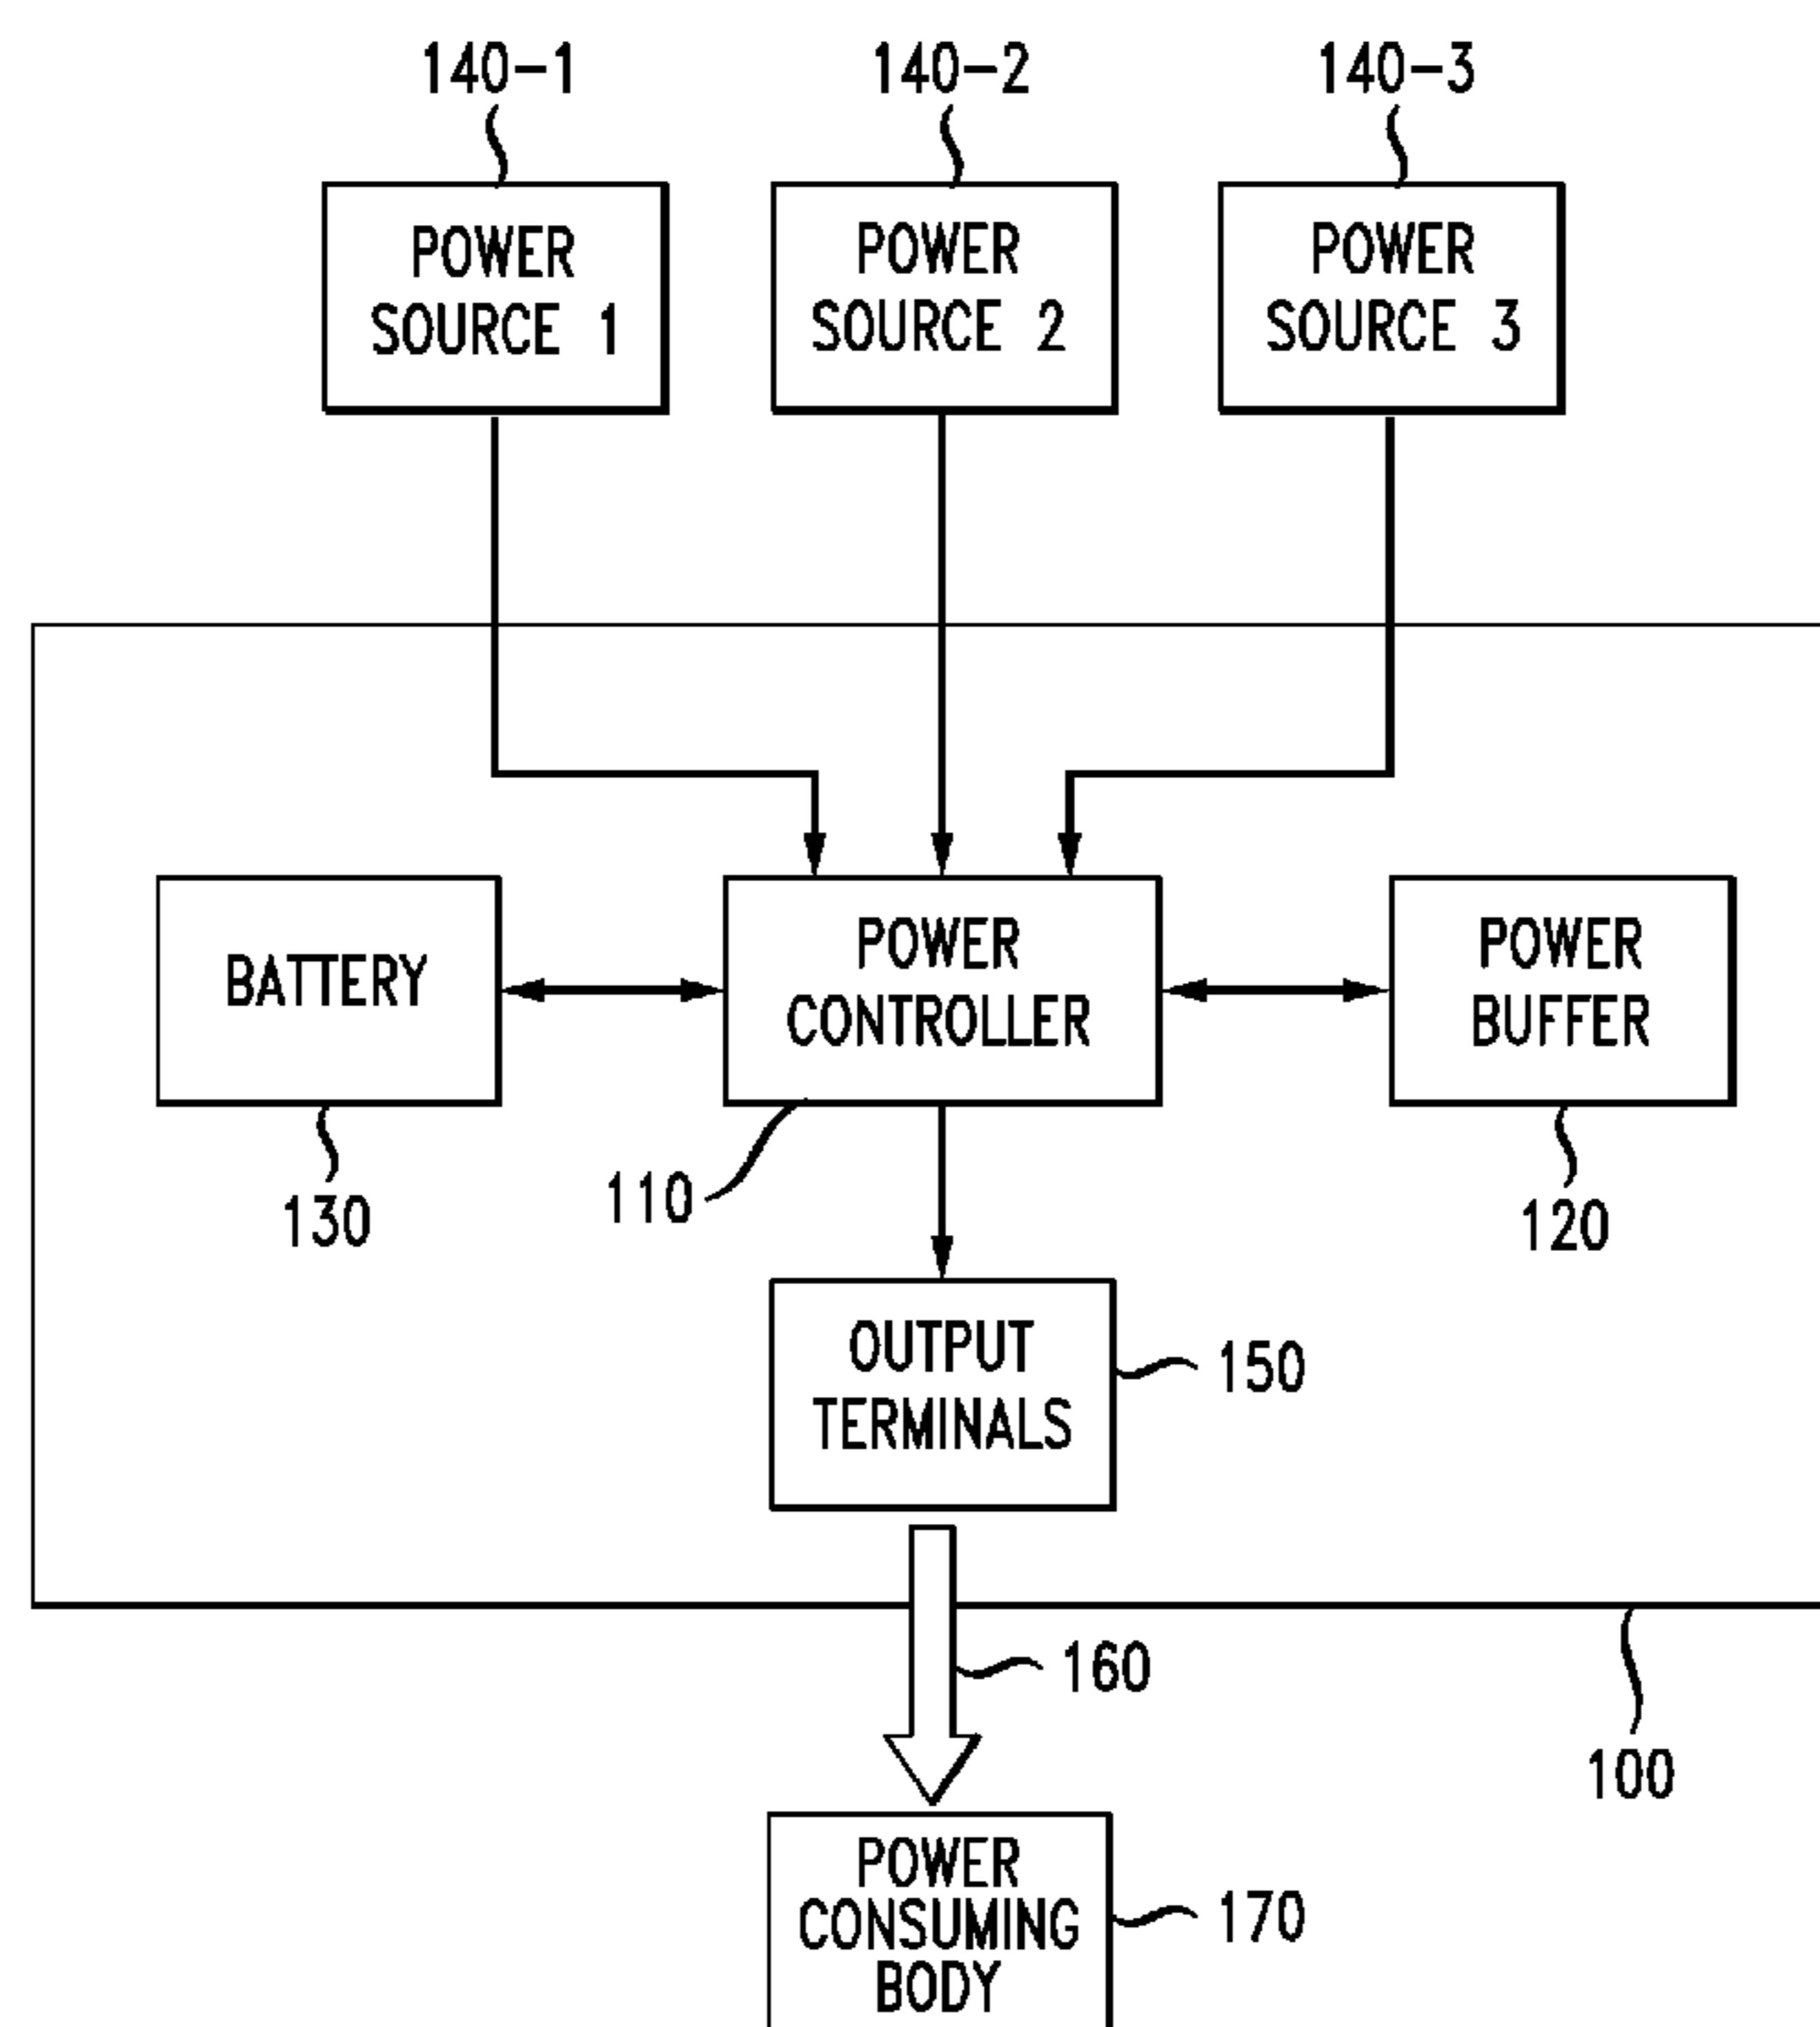 140-1 140-2 140-3
POWER
SOURCE 1
POWER
SOURCE 2
POWER
SOURCE 3
BATTERY
POWER
CONTROLLER
POWER
BUFFER
130
110
120
OUTPUT
TERMINALS
150
160
100
POWER
CONSUMING
BODY
170